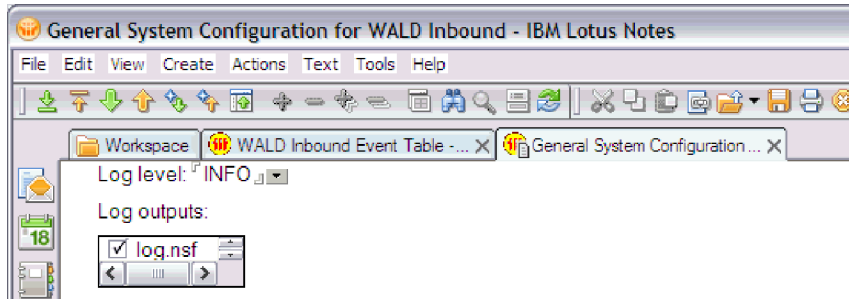 General System Configuration for WALD Inbound - IBM Lotus Notes
File Edit View Create Actions Text Tools Help
Workspace WALD Inbound Event Table -... General System Configuration ...
Log level: INFO
Log outputs:
18
log.nsf